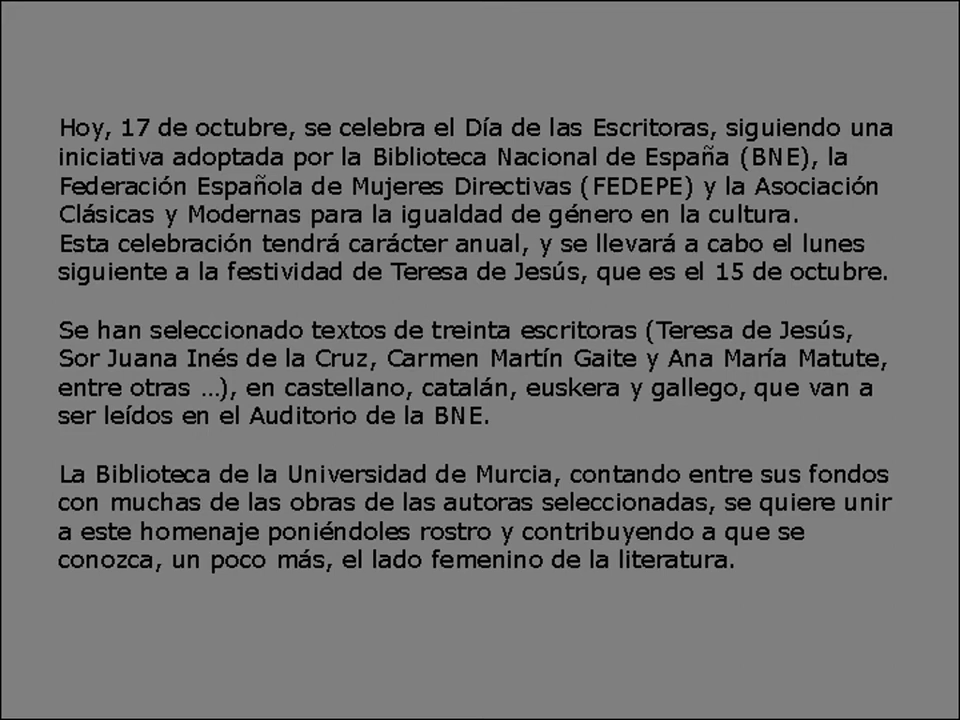 Hoy, 17 de octubre, se celebra el Día de las Escritoras, siguiendo una
iniciativa adoptada por la Biblioteca Nacional de España (BNE), la
Federación Española de Mujeres Directivas (FEDEPE) y la Asociación
Clásicas y Modernas para la igualdad de género en la cultura.
Esta celebración tendrá carácter anual, y se llevará a cabo el lunes
siguiente a la festividad de Teresa de Jesús, que es el 15 de octubre.
Se han seleccionado textos de treinta escritoras (Teresa de Jesús,
Sor Juana Inés de la Cruz, Carmen Martín Gaite y Ana María Matute,
entre otras …), en castellano, catalán, euskera y gallego, que van a
ser leídos en el Auditorio de la BNE.
La Biblioteca de la Universidad de Murcia, contando entre sus fondos
con muchas de las obras de las autoras seleccionadas, se quiere unir
a este homenaje poniéndoles rostro y contribuyendo a que se
conozca, un poco más, el lado femenino de la literatura.